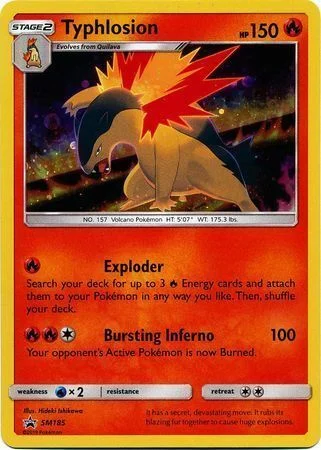 STAGE2 Typhlosion HP 150
Evolves from Quilava
NO. 157 Volcano Pokémon HT: 5'07" WT: 175.3 lbs.
Exploder
Search your deck for up to 3 Energy cards and attach
them to your Pokémon in any way you like. Then, shuffle
your deck.
Bursting Inferno 100
Your opponent's Active Pokémon is now Burned.
weakness ×2 resistance retreat
Illus. Hideki Ishikawa
It has a secret, devastating move. It rubs its
blazing fur together to cause huge explosions.
SM185
©2019 Pokémon